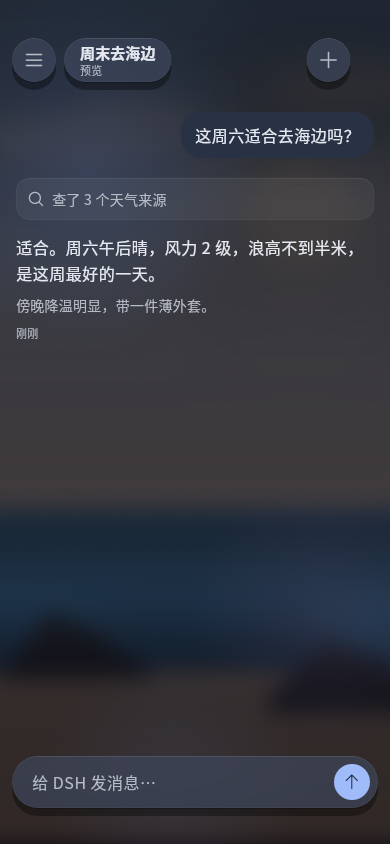 周末去海边
预览
这周六适合去海边吗？
查了 3 个天气来源
适合。周六午后晴，风力 2 级，浪高不到半米，
是这周最好的一天。
傍晚降温明显，带一件薄外套。
刚刚
给 DSH 发消息…